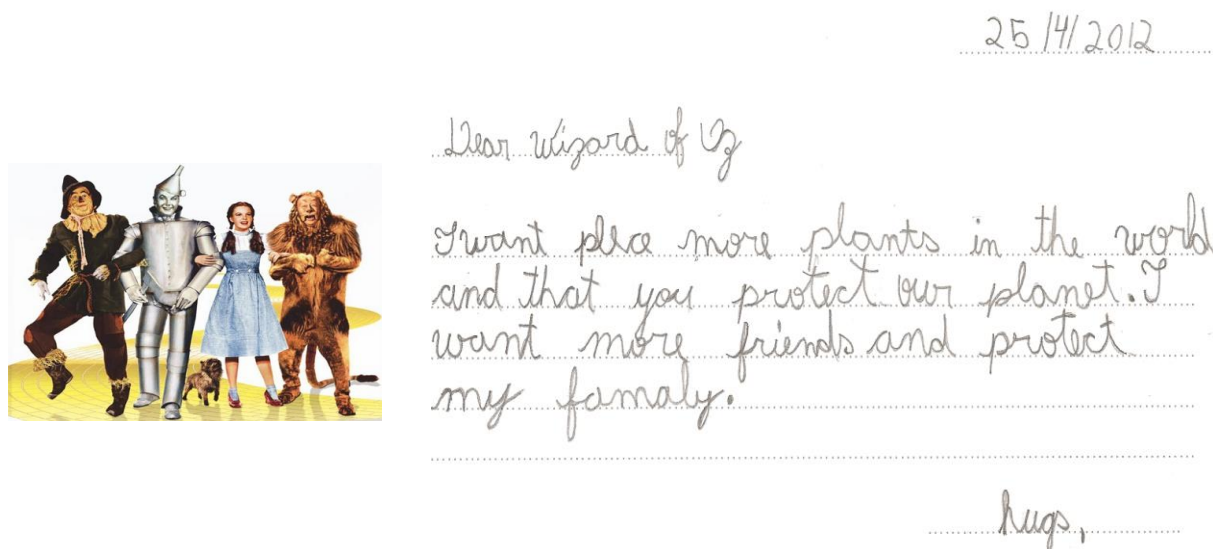 25/4/2012
Dear Wizard of Oz
I want plece more plants in the world
and that you protect our planet. I
want more friends and protect
my famaly.
hugs,